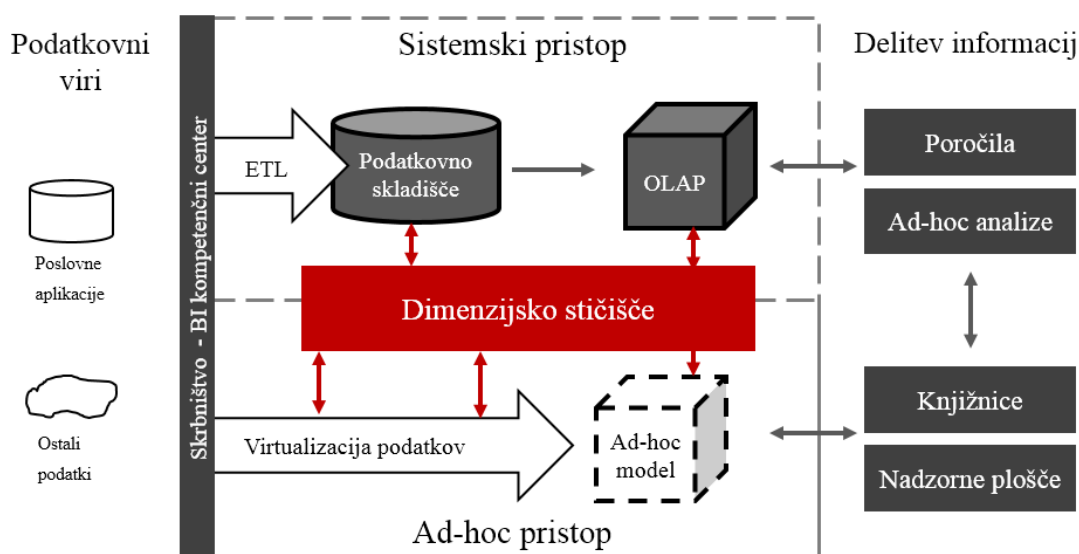 Podatkovni
viri
Sistemski pristop
Delitev informacij
Skrbništvo - BI kompetenčni center
ETL
Podatkovno
skladišče
OLAP
Poročila
Ad-hoc analize
Poslovne
aplikacije
Dimenzijsko stičišče
Ostali
podatki
Virtualizacija podatkov
Ad-hoc
model
Knjižnice
Nadzorne plošče
Ad-hoc pristop